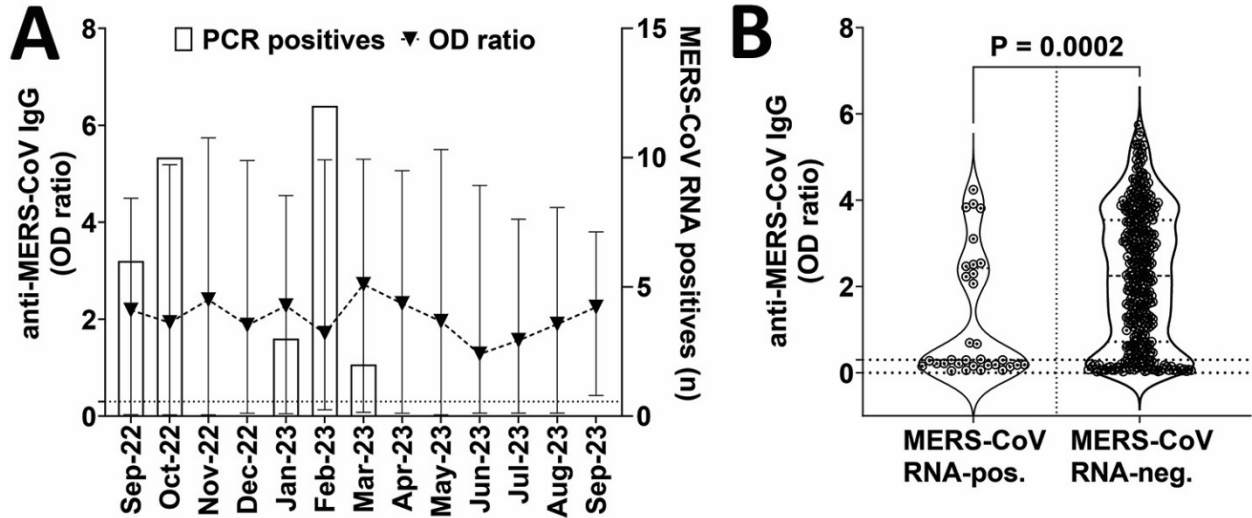 A
PCR positives OD ratio
anti-MERS-CoV IgG
(OD ratio)
8
6
4
2
0
15
10
5
0
MERS-CoV RNA positives (n)
Sep-22
Oct-22
Nov-22
Dec-22
Jan-23
Feb-23
Mar-23
Apr-23
May-23
Jun-23
Jul-23
Aug-23
Sep-23
B
P = 0.0002
anti-MERS-CoV IgG
(OD ratio)
8
6
4
2
0
MERS-CoV
RNA-pos.
MERS-CoV
RNA-neg.